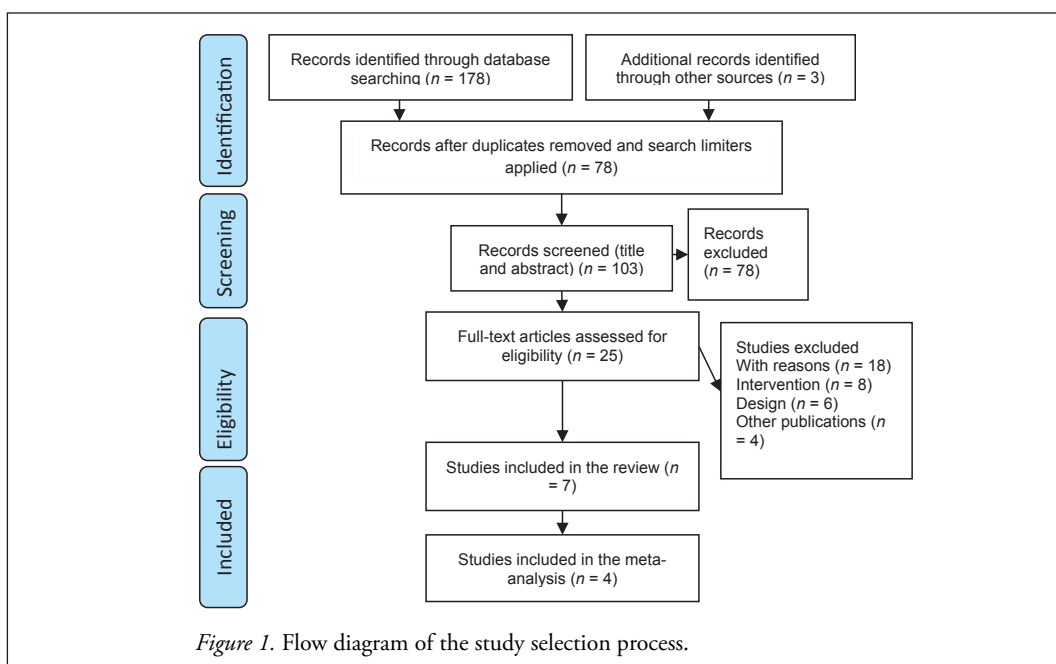 Identification
Records identified through database
searching (n = 178)
Additional records identified
through other sources (n = 3)
Records after duplicates removed and search limiters
applied (n = 78)
Screening
Records screened (title
and abstract) (n = 103)
Records
excluded
(n = 78)
Eligibility
Full-text articles assessed for
eligibility (n = 25)
Studies excluded
With reasons (n = 18)
Intervention (n = 8)
Design (n = 6)
Other publications (n
= 4)
Included
Studies included in the review (n
= 7)
Studies included in the meta-
analysis (n = 4)
Figure 1. Flow diagram of the study selection process.